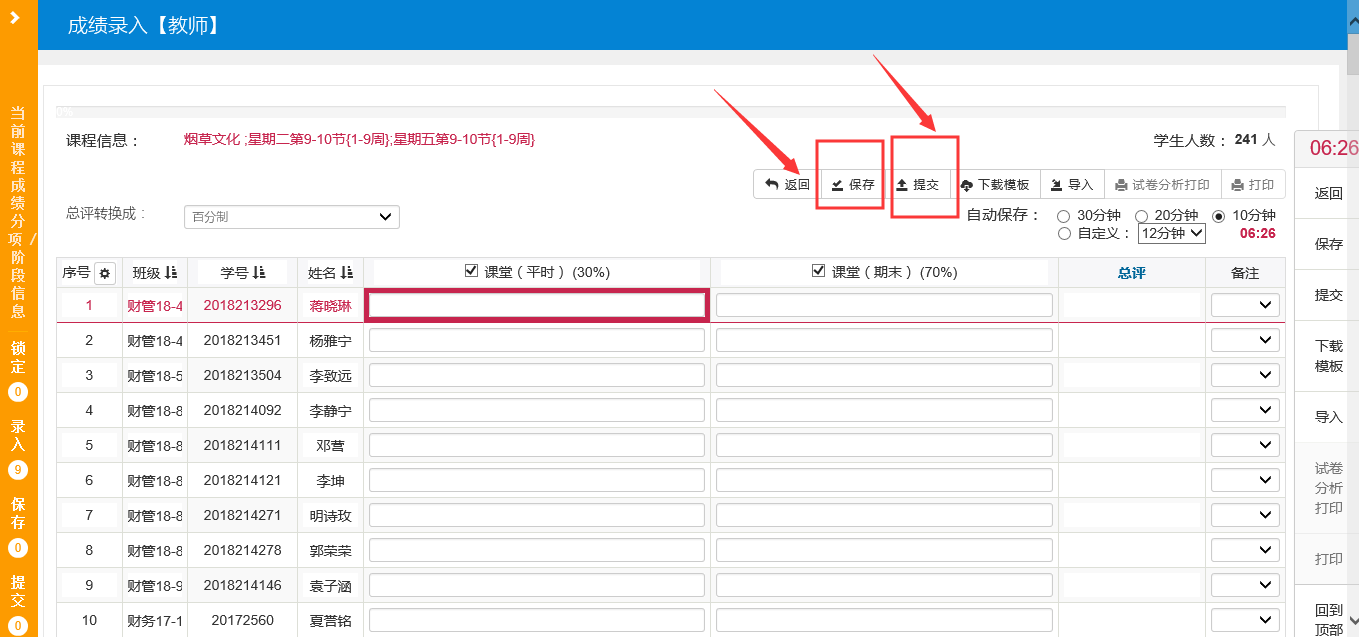 成绩录入【教师】
当前课程成绩分项/阶段信息
锁定
0
录入
9
保存
0
提交
0
课程信息：
烟草文化 ;星期二第9-10节{1-9周};星期五第9-10节{1-9周}
学生人数： 241 人
返回 保存 提交 下载模板 导入 试卷分析打印 打印
总评转换成： 百分制
自动保存： 30分钟 20分钟 10分钟
自定义： 12分钟 06:26
序号 班级 学号 姓名 课堂（平时）(30%) 课堂（期末）(70%) 总评 备注
1 财管18-4 2018213296 蒋晓琳
2 财管18-4 2018213451 杨雅宁
3 财管18-5 2018213504 李致远
4 财管18-8 2018214092 李静宁
5 财管18-8 2018214111 邓营
6 财管18-8 2018214121 李坤
7 财管18-8 2018214271 明诗玫
8 财管18-8 2018214278 郭荣荣
9 财管18-9 2018214146 袁子涵
10 财务17-1 20172560 夏誉铭
06:26
返回
保存
提交
下载
模板
导入
试卷
分析
打印
打印
回到
顶部